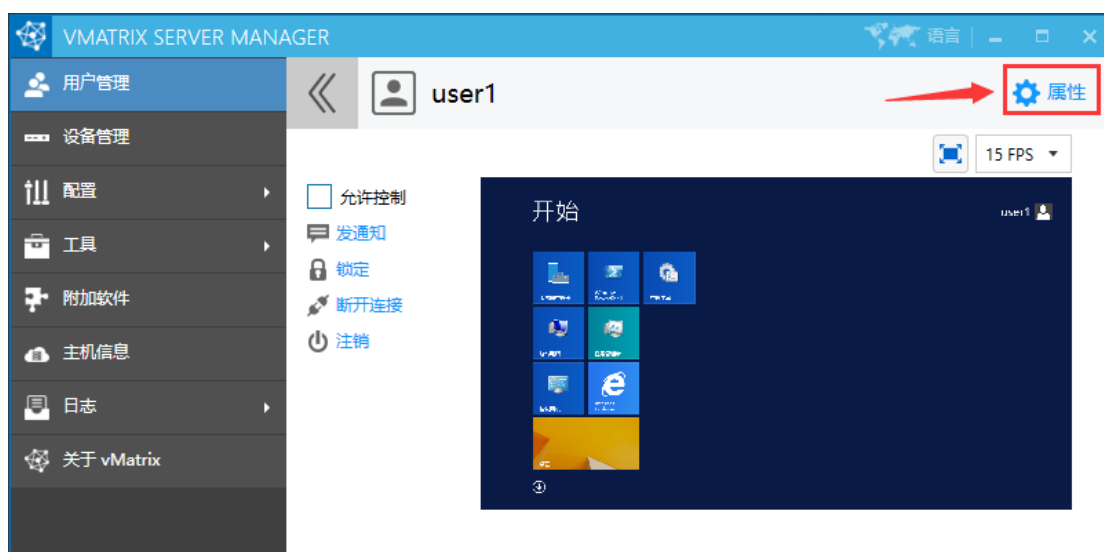 VMATRIX SERVER MANAGER
语言
用户管理
设备管理
配置
工具
附加软件
主机信息
日志
关于 vMatrix
user1
属性
15 FPS
允许控制
发通知
锁定
断开连接
注销
开始
user1